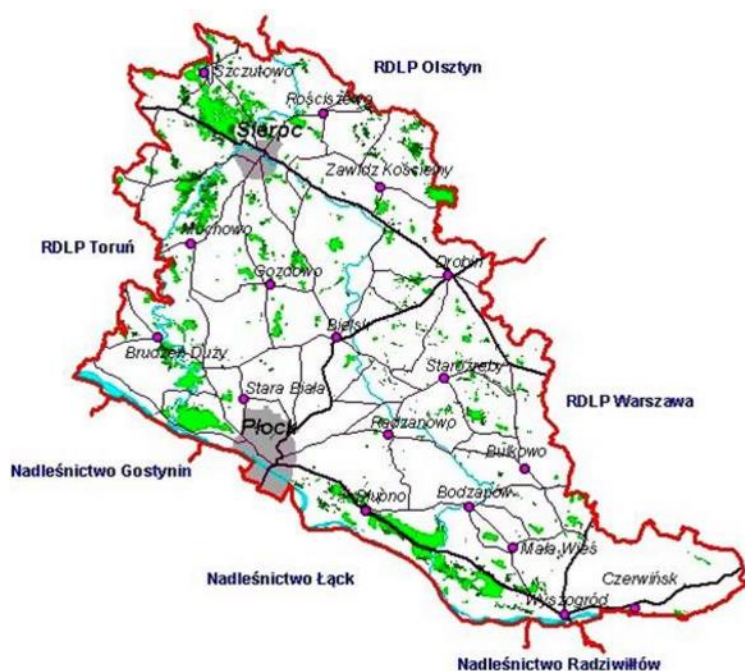 RDLP Olsztyn
Szczutowo
Rościszewo
Sierpc
Zawidz Kościelny
RDLP Toruń
Mochowo
Gozdowo
Drobin
Bielsk
Brudzeń Duży
Stara Biała
Staroźreby
RDLP Warszawa
Płock
Radzanowo
Bulkowo
Nadleśnictwo Gostynin
Słupno
Bodzanów
Mała Wieś
Nadleśnictwo Łąck
Czerwińsk
Wyszogród
Nadleśnictwo Radziwiłłów